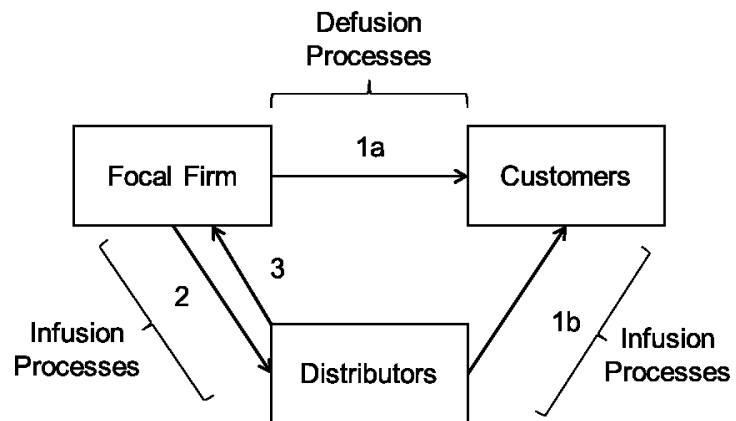 Defusion
Processes
1a
Focal Firm
Customers
3
2
1b
Infusion
Processes
Distributors
Infusion
Processes